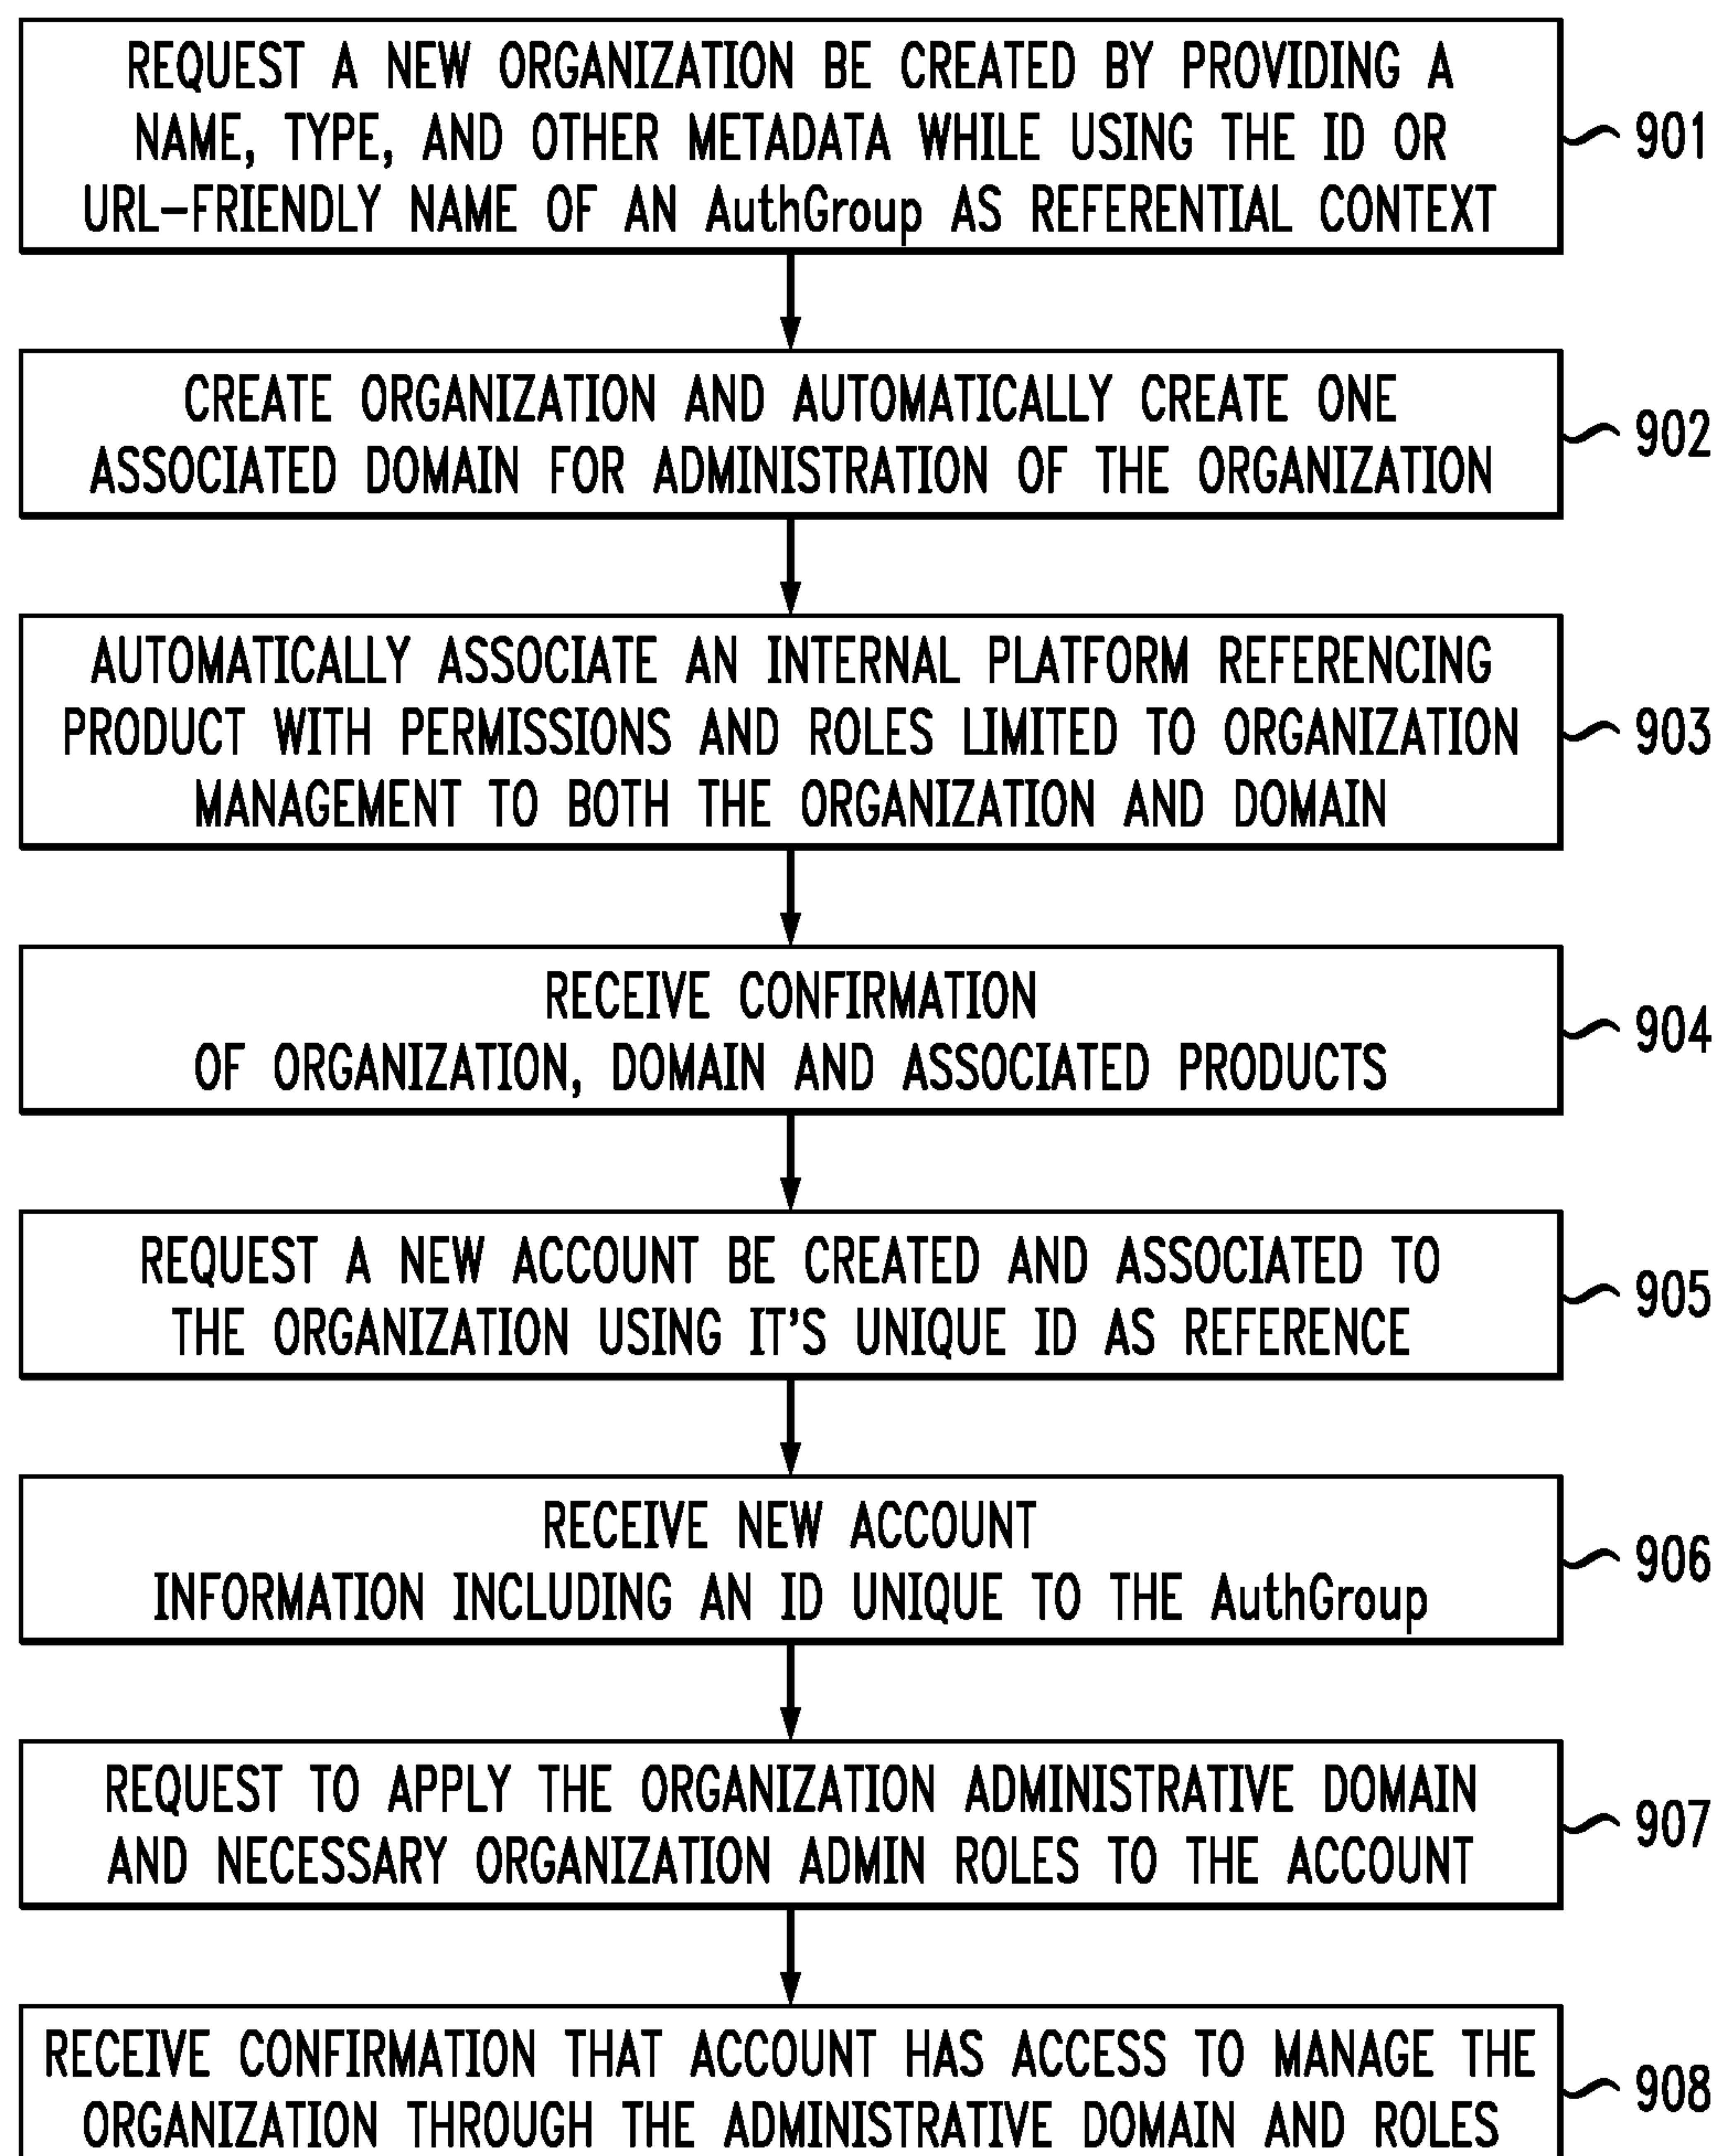 REQUEST A NEW ORGANIZATION BE CREATED BY PROVIDING A
NAME, TYPE, AND OTHER METADATA WHILE USING THE ID OR
URL-FRIENDLY NAME OF AN AuthGroup AS REFERENTIAL CONTEXT
901
CREATE ORGANIZATION AND AUTOMATICALLY CREATE ONE
ASSOCIATED DOMAIN FOR ADMINISTRATION OF THE ORGANIZATION
902
AUTOMATICALLY ASSOCIATE AN INTERNAL PLATFORM REFERENCING
PRODUCT WITH PERMISSIONS AND ROLES LIMITED TO ORGANIZATION
MANAGEMENT TO BOTH THE ORGANIZATION AND DOMAIN
903
RECEIVE CONFIRMATION
OF ORGANIZATION, DOMAIN AND ASSOCIATED PRODUCTS
904
REQUEST A NEW ACCOUNT BE CREATED AND ASSOCIATED TO
THE ORGANIZATION USING IT'S UNIQUE ID AS REFERENCE
905
RECEIVE NEW ACCOUNT
INFORMATION INCLUDING AN ID UNIQUE TO THE AuthGroup
906
REQUEST TO APPLY THE ORGANIZATION ADMINISTRATIVE DOMAIN
AND NECESSARY ORGANIZATION ADMIN ROLES TO THE ACCOUNT
907
RECEIVE CONFIRMATION THAT ACCOUNT HAS ACCESS TO MANAGE THE
ORGANIZATION THROUGH THE ADMINISTRATIVE DOMAIN AND ROLES
908